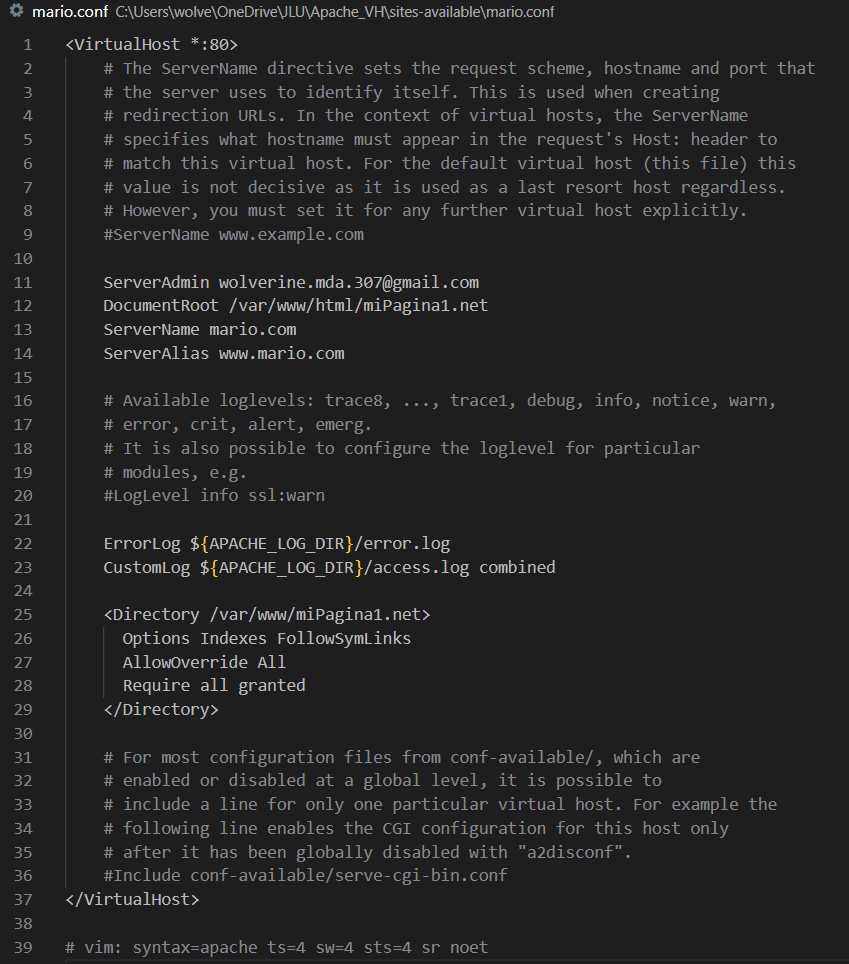 mario.conf C:\Users\wolve\OneDrive\JLU\Apache_VH\sites-available\mario.conf
1 <VirtualHost *:80>
2 # The ServerName directive sets the request scheme, hostname and port that
3 # the server uses to identify itself. This is used when creating
4 # redirection URLs. In the context of virtual hosts, the ServerName
5 # specifies what hostname must appear in the request's Host: header to
6 # match this virtual host. For the default virtual host (this file) this
7 # value is not decisive as it is used as a last resort host regardless.
8 # However, you must set it for any further virtual host explicitly.
9 #ServerName www.example.com
10
11 ServerAdmin wolverine.mda.307@gmail.com
12 DocumentRoot /var/www/html/miPagina1.net
13 ServerName mario.com
14 ServerAlias www.mario.com
15
16 # Available loglevels: trace8, ..., trace1, debug, info, notice, warn,
17 # error, crit, alert, emerg.
18 # It is also possible to configure the loglevel for particular
19 # modules, e.g.
20 #LogLevel info ssl:warn
21
22 ErrorLog ${APACHE_LOG_DIR}/error.log
23 CustomLog ${APACHE_LOG_DIR}/access.log combined
24
25 <Directory /var/www/miPagina1.net>
26 Options Indexes FollowSymLinks
27 AllowOverride All
28 Require all granted
29 </Directory>
30
31 # For most configuration files from conf-available/, which are
32 # enabled or disabled at a global level, it is possible to
33 # include a line for only one particular virtual host. For example the
34 # following line enables the CGI configuration for this host only
35 # after it has been globally disabled with "a2disconf".
36 #Include conf-available/serve-cgi-bin.conf
37 </VirtualHost>
38
39 # vim: syntax=apache ts=4 sw=4 sts=4 sr noet